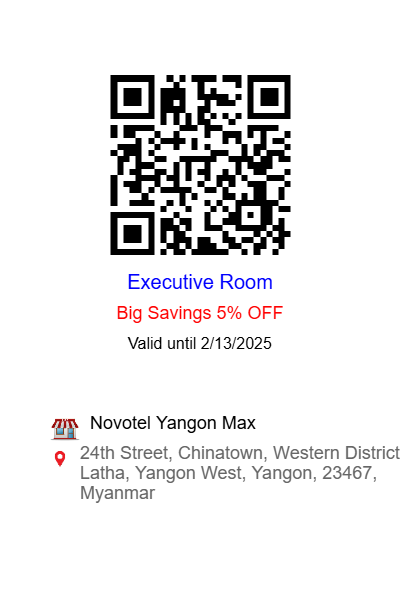 Executive Room
Big Savings 5% OFF
Valid until 2/13/2025
Novotel Yangon Max
24th Street, Chinatown, Western District
Latha, Yangon West, Yangon, 23467,
Myanmar